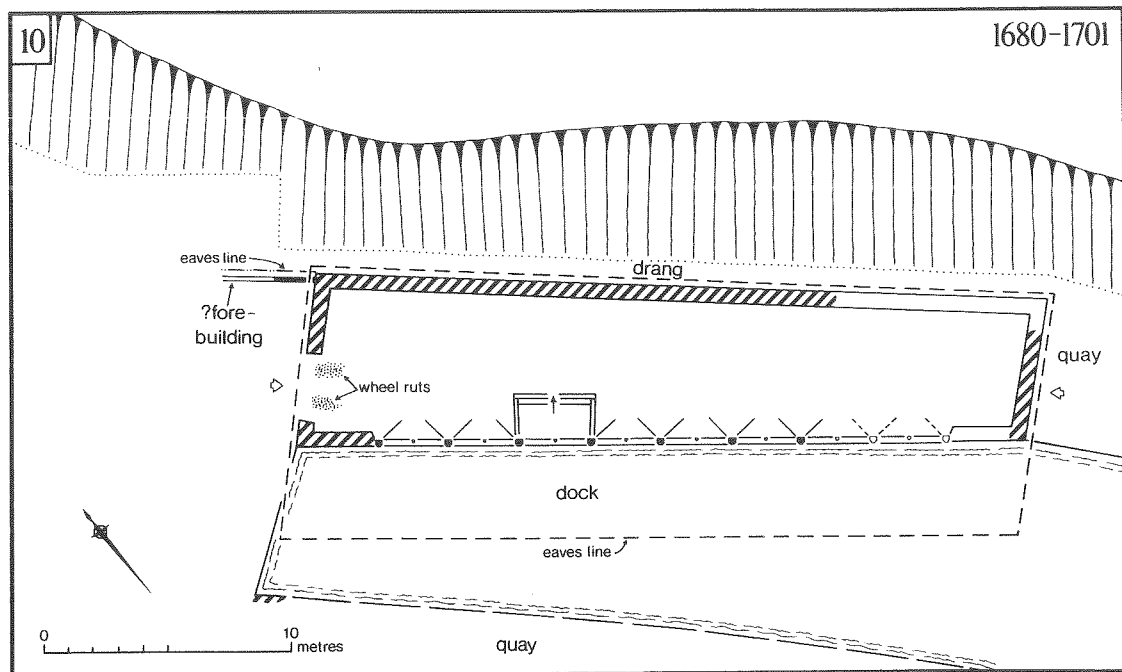 10
1680-1701
eaves line
drang
?fore-
building
quay
wheel ruts
dock
eaves line
0
10
metres
quay